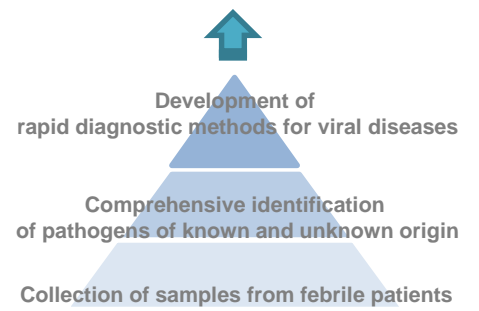 Development of
rapid diagnostic methods for viral diseases
Comprehensive identification
of pathogens of known and unknown origin
Collection of samples from febrile patients